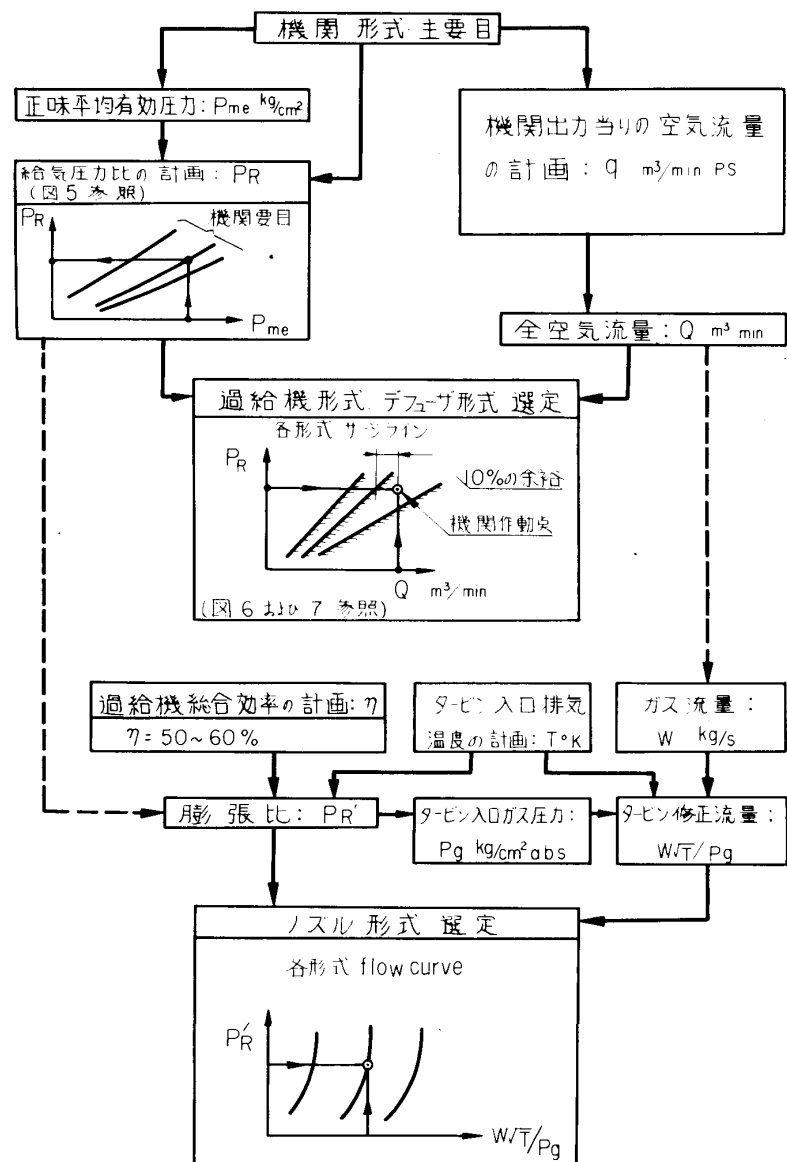 機関形式・主要目
正味平均有効圧力：Pme kg/cm²
機関出力当りの空気流量
の計画：q m³/min PS
給気圧力比の計画：PR
(図5参照)
PR
機関要目
Pme
全空気流量：Q m³/min
過給機形式、デフューザ形式 選定
各形式 サージライン
PR
10%の余裕
機関作動点
Q m³/min
(図6および7 参照)
過給機総合効率の計画：η
η=50~60%
タービン入口排気
温度の計画：T°K
ガス流量：
W kg/s
膨張比：PR'
タービン入口ガス圧力：
Pg kg/cm² abs
タービン修正流量：
W√T/Pg
ノズル形式 選定
各形式 flow curve
PR'
W√T/Pg